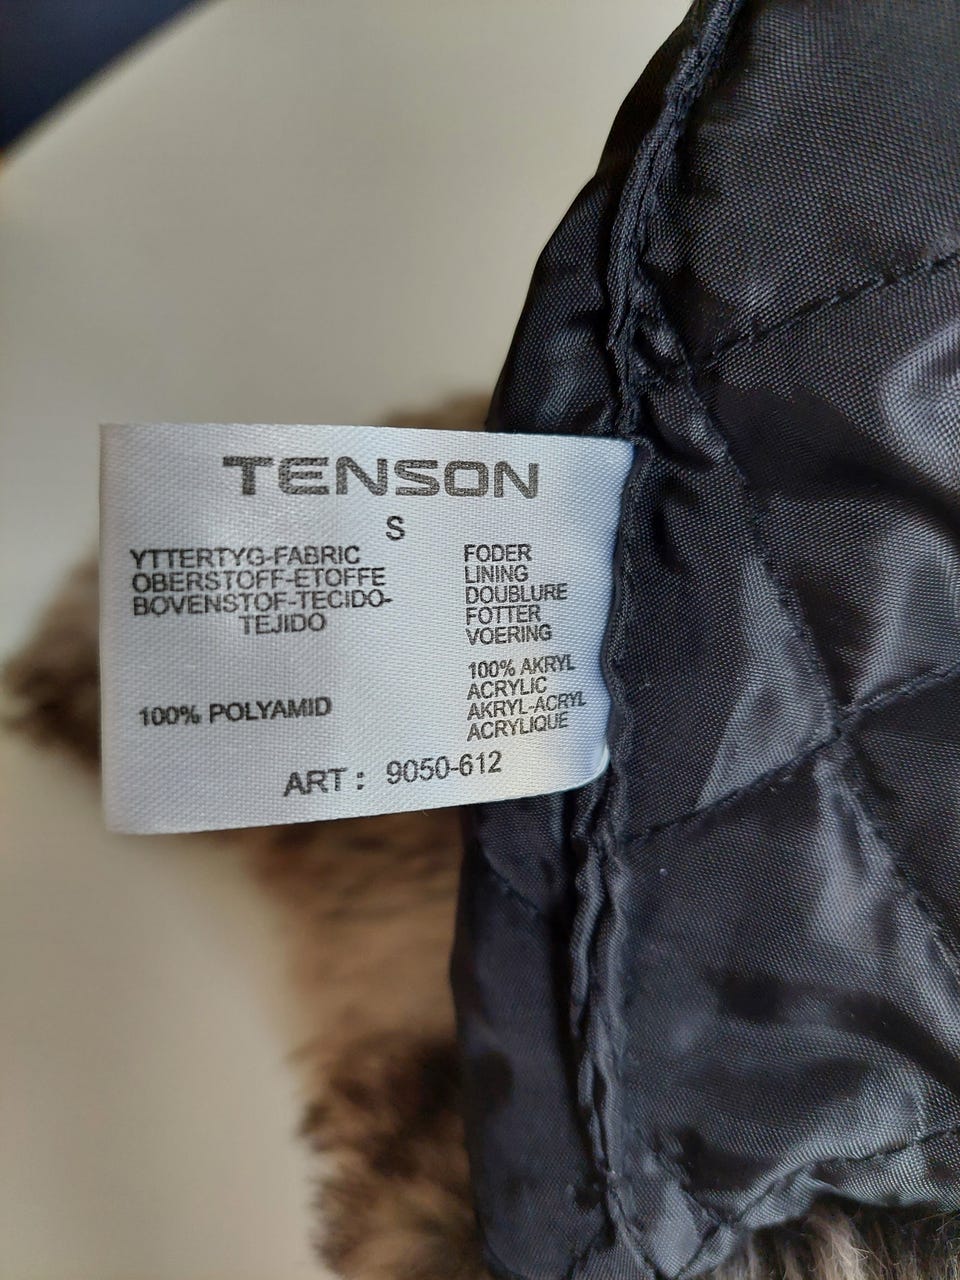 TENSON
S
YTTERTYG-FABRIC
OBERSTOFF-ETOFFE
BOVENSTOF-TECIDO-
TEJIDO
100% POLYAMID
FODER
LINING
DOUBLURE
FOTTER
VOERING
100% AKRYL
ACRYLIC
AKRYL-ACRYL
ACRYLIQUE
ART : 9050-612